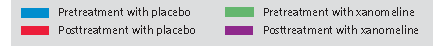 Pretreatment with placebo
Pretreatment with xanomeline
Posttreatment with placebo
Posttreatment with xanomeline